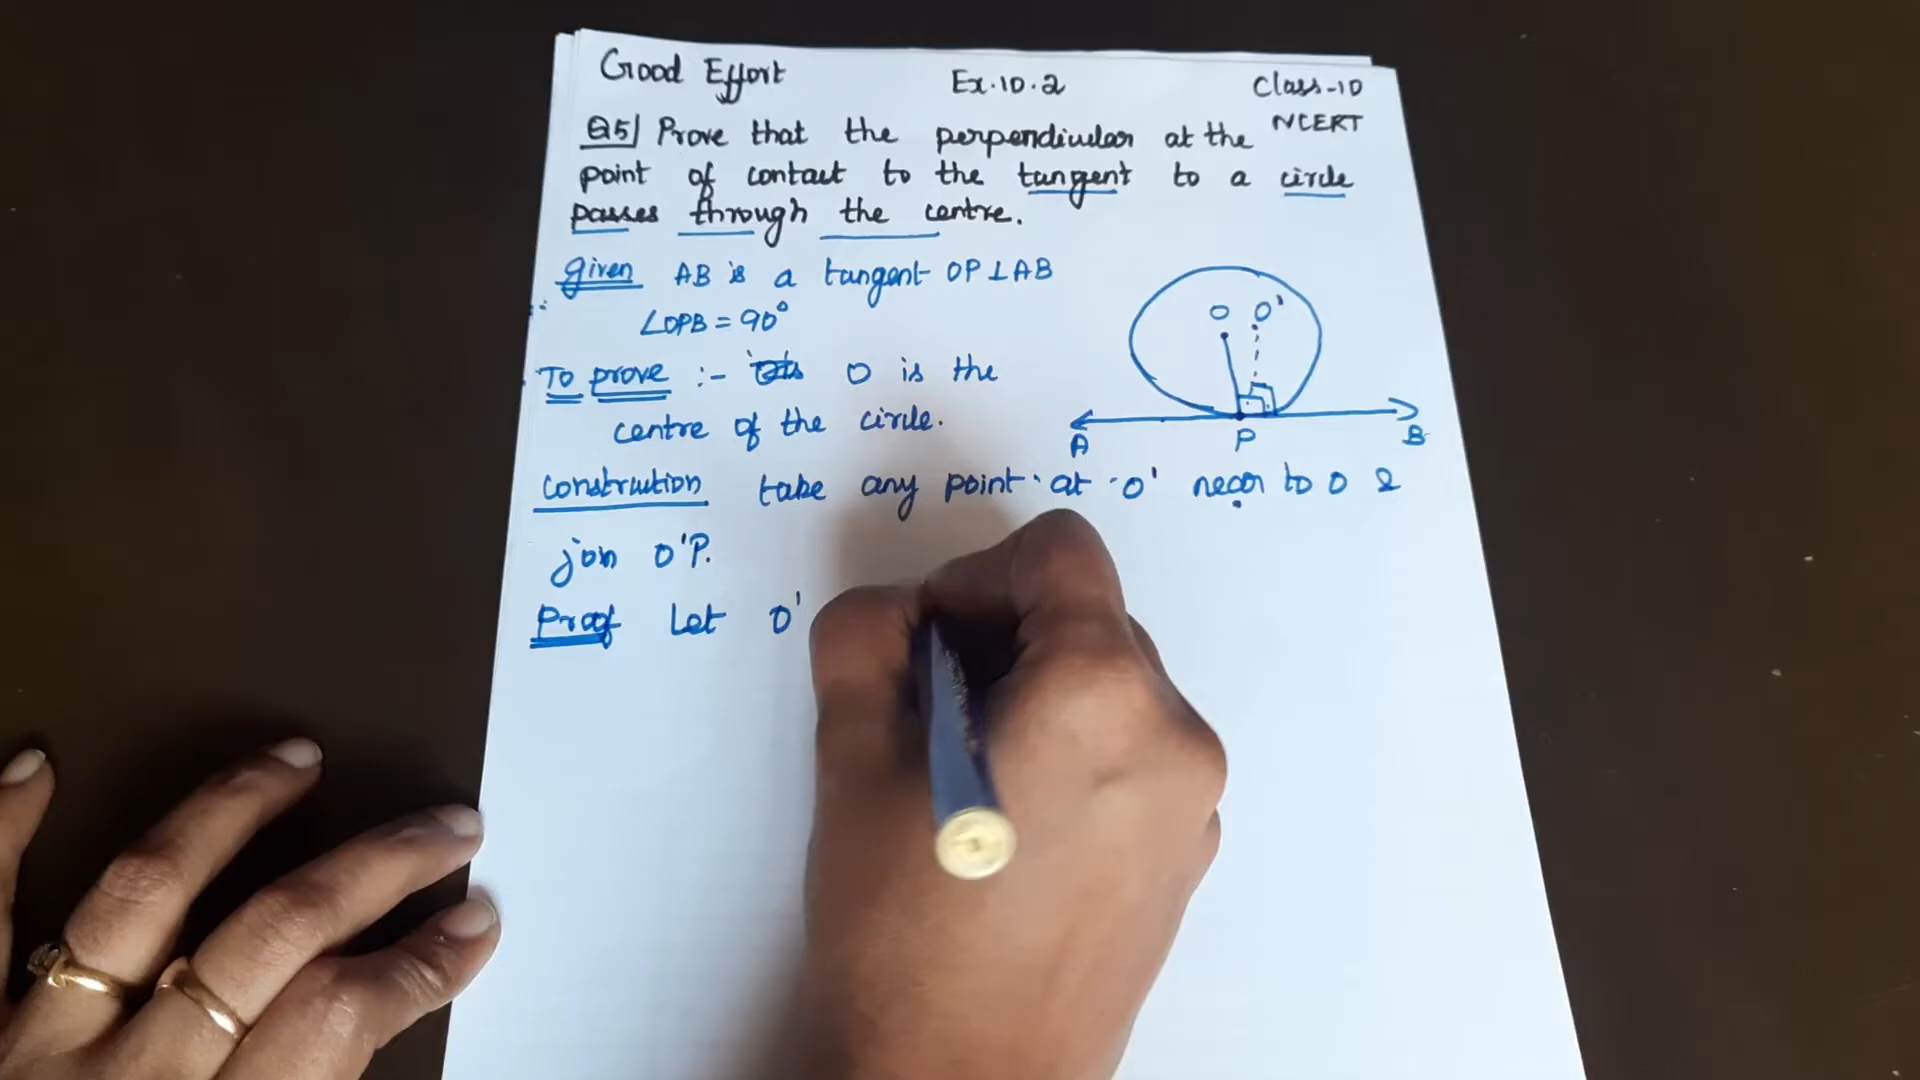 Good Effort Ex.10.2 Class-10
NCERT
Q5| Prove that the perpendicular at the
point of contact to the tangent to a circle
passes through the centre.
given AB is a tangent OP⊥AB
∠OPB = 90°
To prove :- O is the
centre of the circle.
O O'
A P B
construction take any point at O' near to O &
join O'P.
Proof Let O'